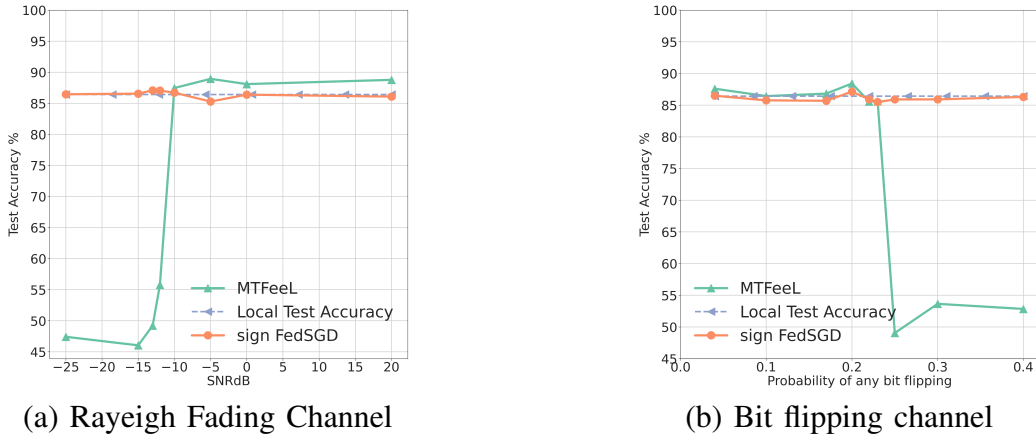 100
95
90
85
80
75
70
65
60
55
50
45
Test Accuracy %
MTFeeL
Local Test Accuracy
sign FedSGD
−25 −20 −15 −10 −5 0 5 10 15 20
SNRdB
(a) Rayeigh Fading Channel
100
95
90
85
80
75
70
65
60
55
50
45
Test Accuracy %
MTFeeL
Local Test Accuracy
sign FedSGD
0.0 0.1 0.2 0.3 0.4
Probability of any bit flipping
(b) Bit flipping channel